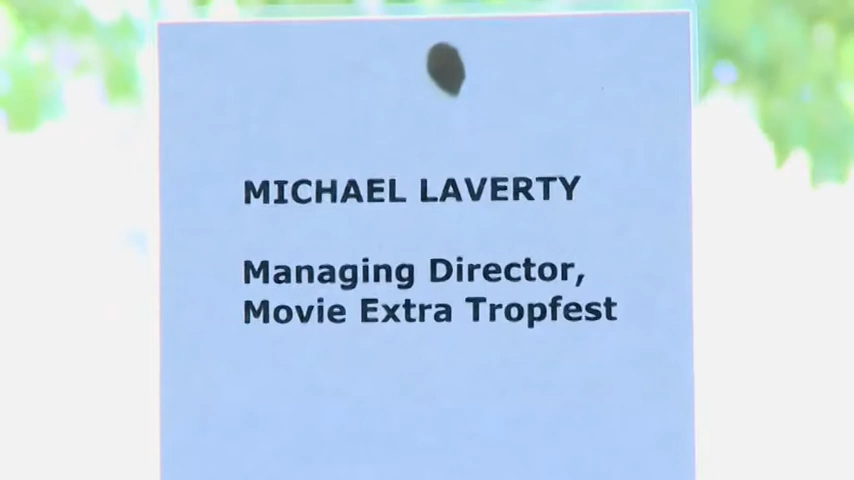 MICHAEL LAVERTY
Managing Director,
Movie Extra Tropfest